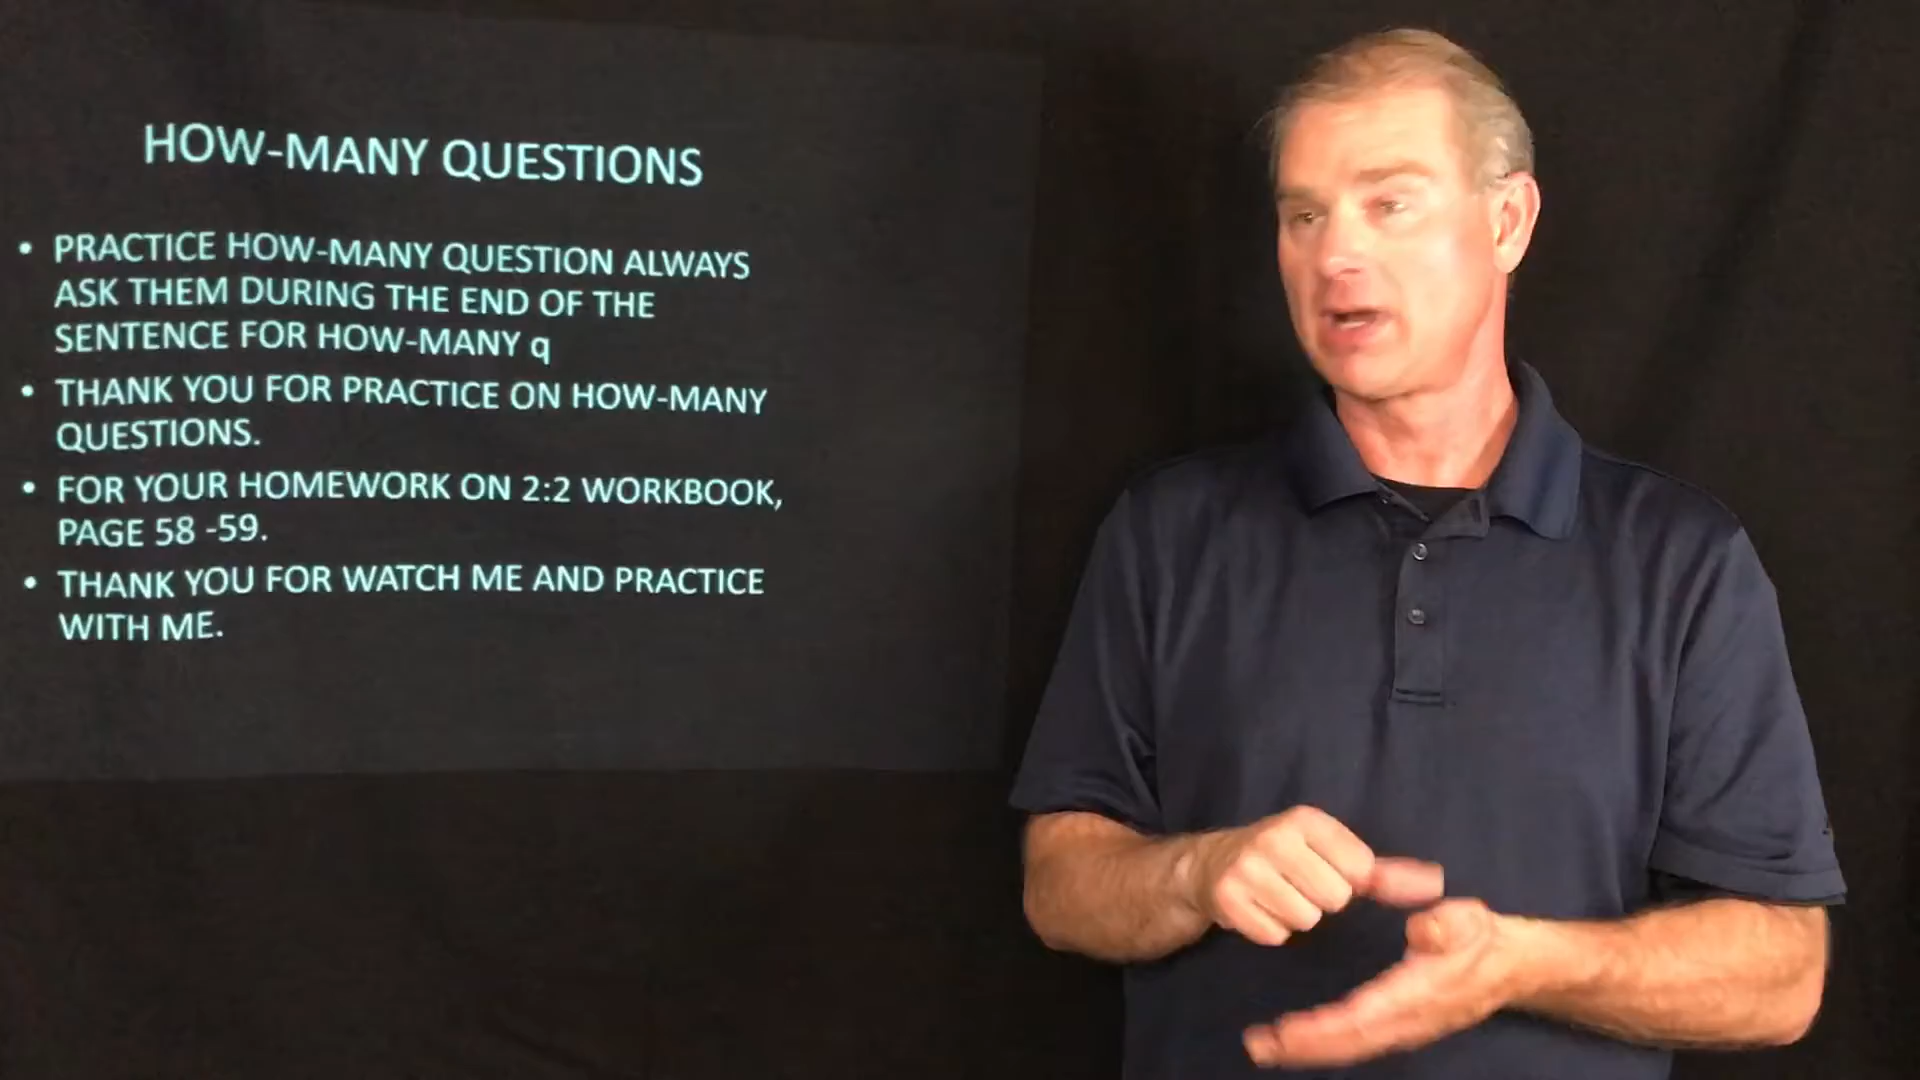 HOW-MANY QUESTIONS
• PRACTICE HOW-MANY QUESTION ALWAYS
ASK THEM DURING THE END OF THE
SENTENCE FOR HOW-MANY q
• THANK YOU FOR PRACTICE ON HOW-MANY
QUESTIONS.
• FOR YOUR HOMEWORK ON 2:2 WORKBOOK,
PAGE 58 -59.
• THANK YOU FOR WATCH ME AND PRACTICE
WITH ME.